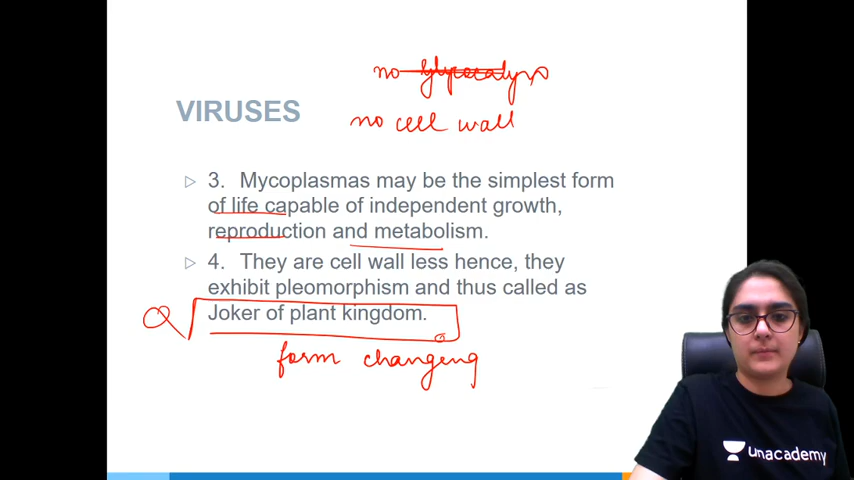 no glycocalyx
VIRUSES
no cell wall
3. Mycoplasmas may be the simplest form
of life capable of independent growth,
reproduction and metabolism.
4. They are cell wall less hence, they
exhibit pleomorphism and thus called as
Joker of plant kingdom.
Q
form changeng
unacademy